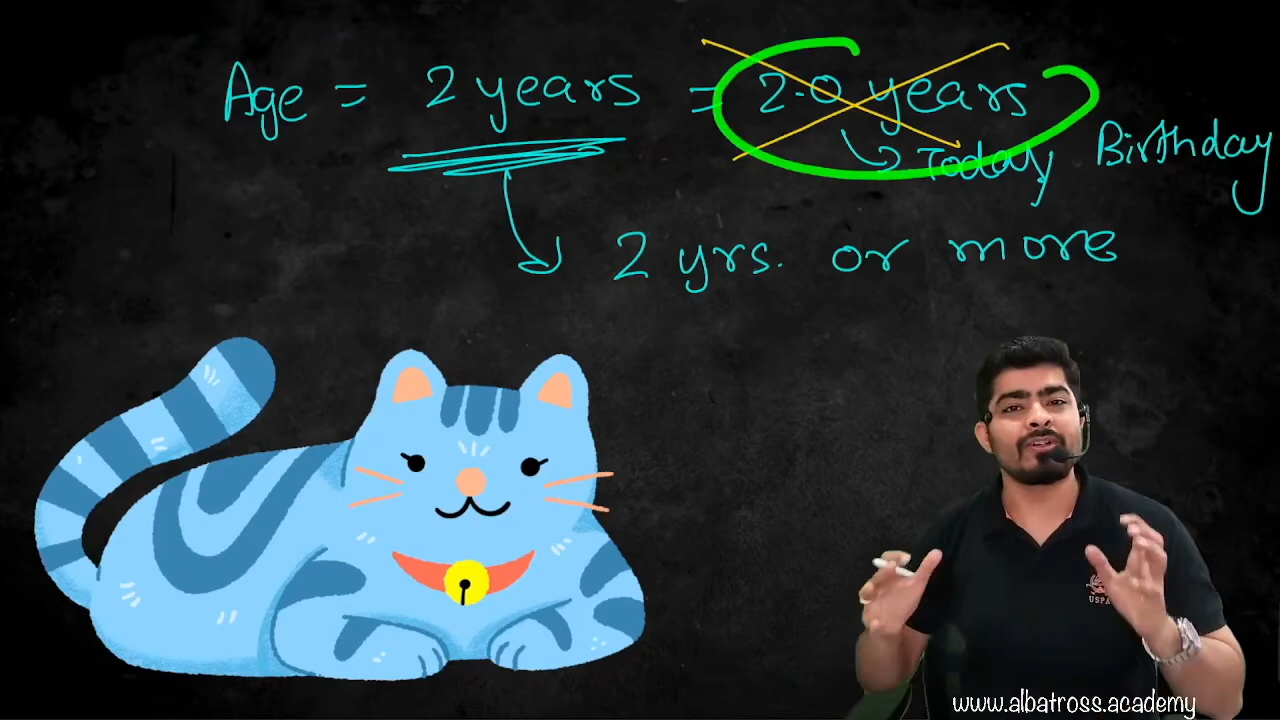 Age = 2 years = 2.0 years
Today Birthday
2 yrs. or more
www.albatross.academy